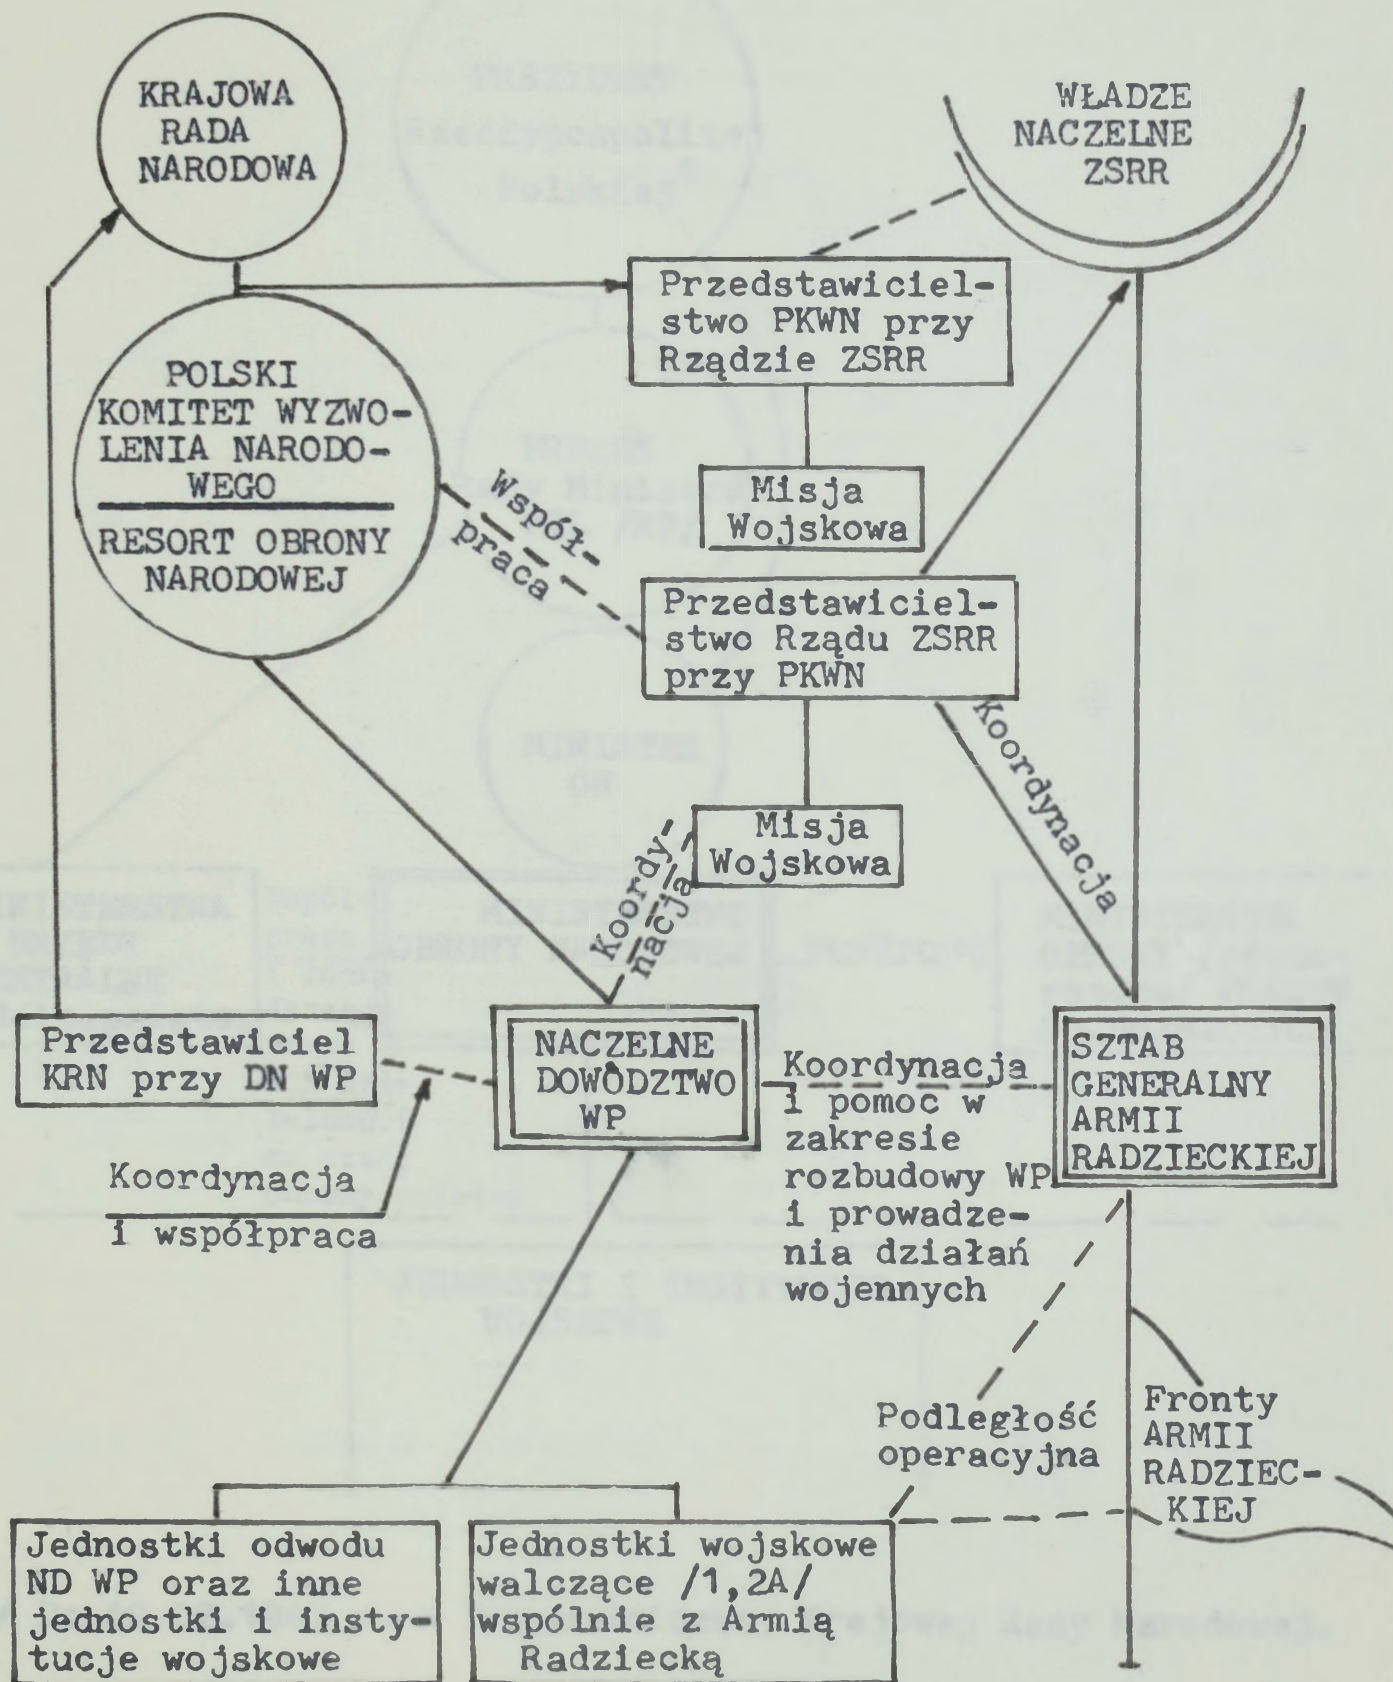 KRAJOWA
RADA
NARODOWA
WŁADZE
NACZELNE
ZSRR
Przedstawiciel-
stwo PKWN przy
Rządzie ZSRR
POLSKI
KOMITET WYZWO-
LENIA NARODO-
WEGO
RESORT OBRONY
NARODOWEJ
Misja
Wojskowa
Współ-
praca
Przedstawiciel-
stwo Rządu ZSRR
przy PKWN
Koordynacja
Misja
Wojskowa
Koordy-
nacja
Przedstawiciel
KRN przy DN WP
NACZELNE
DOWÓDZTWO
WP
Koordynacja
i pomoc w
zakresie
rozbudowy WP
i prowadze-
nia działań
wojennych
SZTAB
GENERALNY
ARMII
RADZIECKIEJ
Koordynacja
i współpraca
Podległość
operacyjna
Fronty
ARMII
RADZIEC-
KIEJ
Jednostki odwodu
ND WP oraz inne
jednostki i insty-
tucje wojskowe
Jednostki wojskowe
walczące /1,2A/
wspólnie z Armią
Radziecką